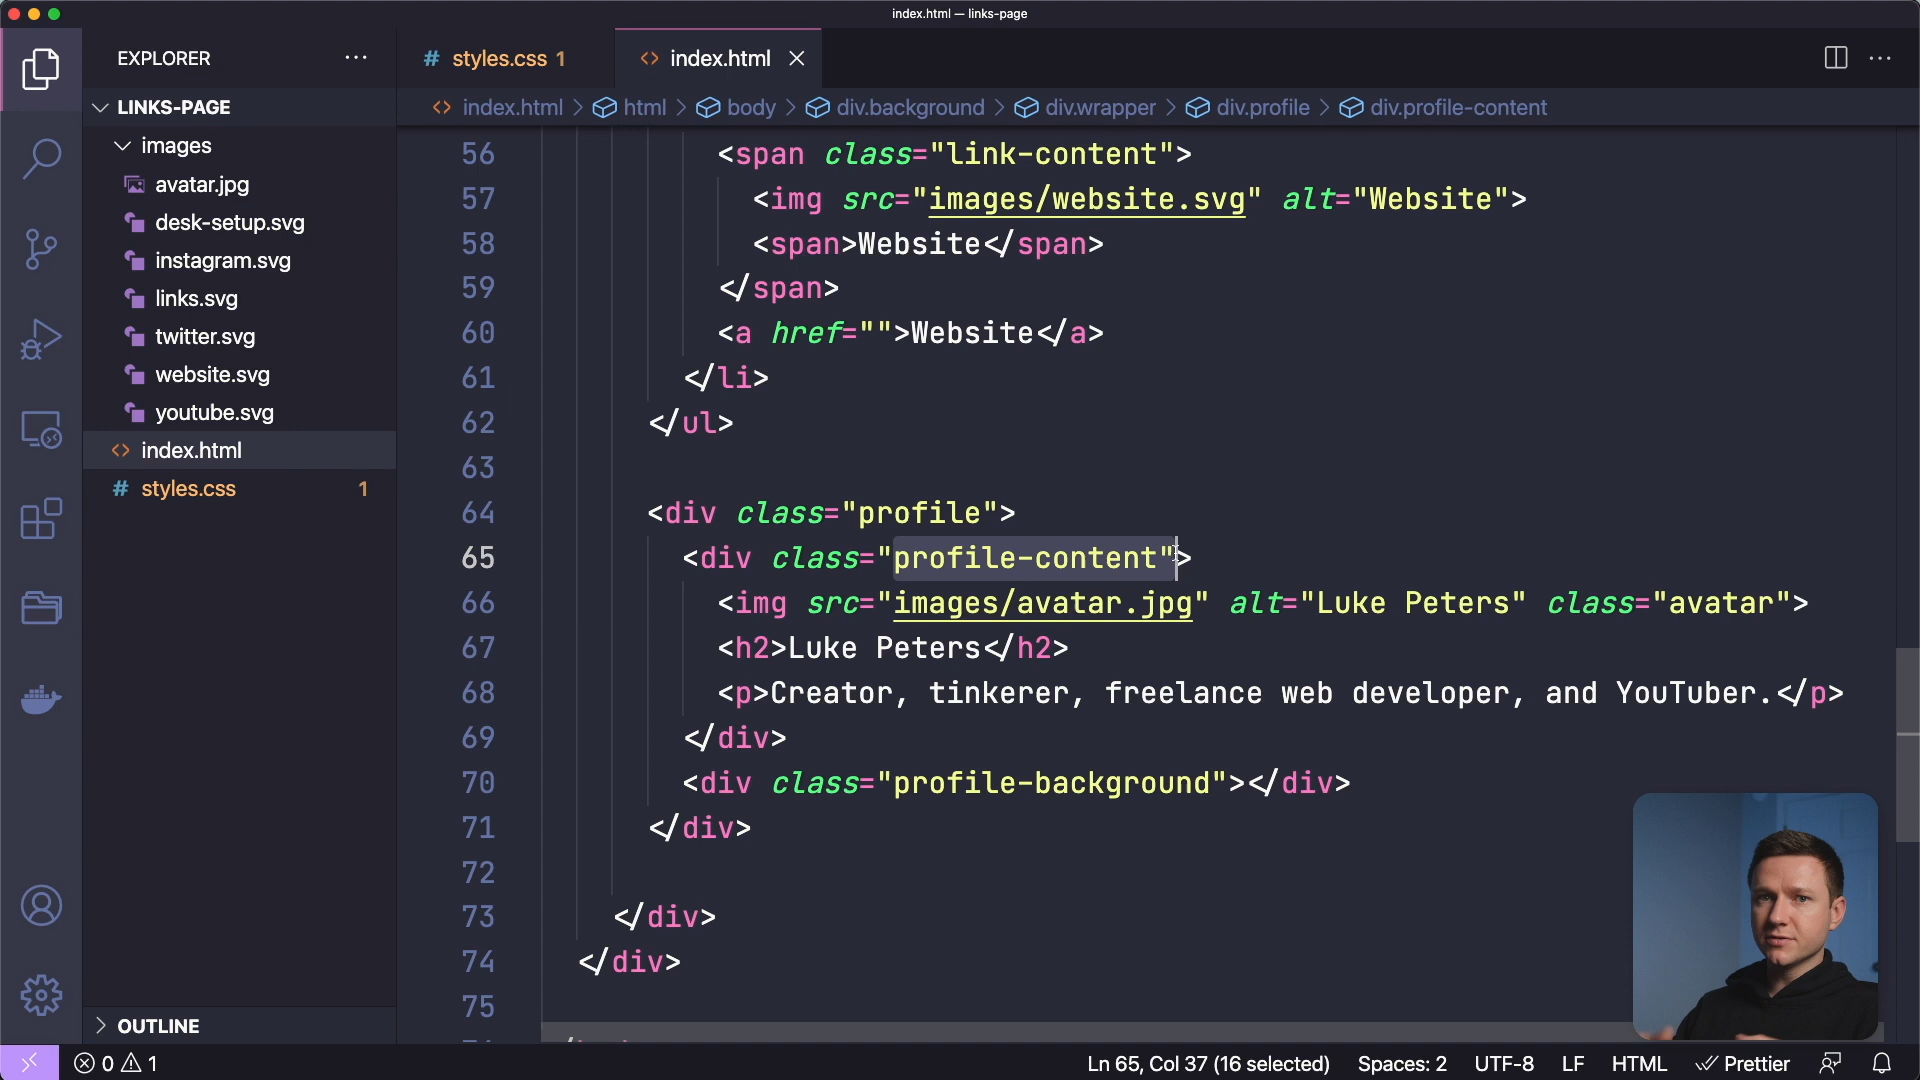 index.html — links-page
EXPLORER
LINKS-PAGE
images
avatar.jpg
desk-setup.svg
instagram.svg
links.svg
twitter.svg
website.svg
youtube.svg
index.html
# styles.css 1
OUTLINE
# styles.css 1
<> index.html
<> index.html > html > body > div.background > div.wrapper > div.profile > div.profile-content
56 <span class="link-content">
57 <img src="images/website.svg" alt="Website">
58 <span>Website</span>
59 </span>
60 <a href="">Website</a>
61 </li>
62 </ul>
63
64 <div class="profile">
65 <div class="profile-content">
66 <img src="images/avatar.jpg" alt="Luke Peters" class="avatar">
67 <h2>Luke Peters</h2>
68 <p>Creator, tinkerer, freelance web developer, and YouTuber.</p>
69 </div>
70 <div class="profile-background"></div>
71 </div>
72
73 </div>
74 </div>
75
0 1 Ln 65, Col 37 (16 selected) Spaces: 2 UTF-8 LF HTML Prettier